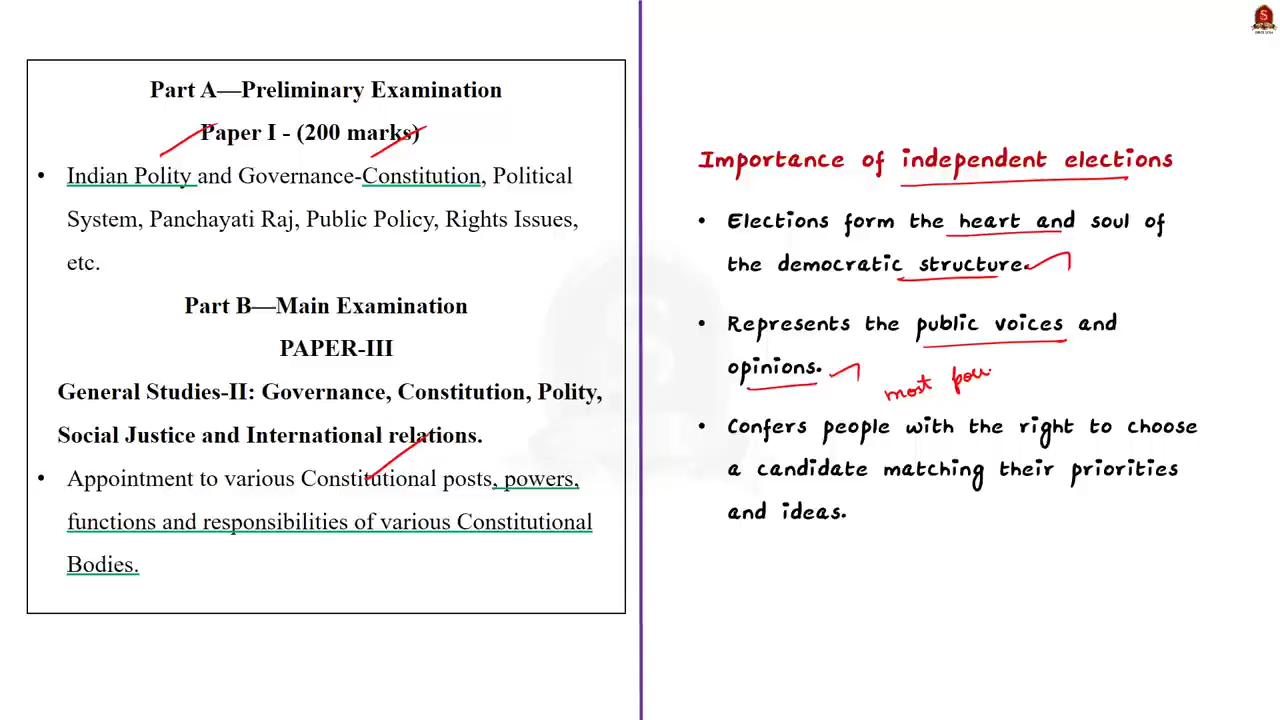 Part A—Preliminary Examination
Paper I - (200 marks)
• Indian Polity and Governance-Constitution, Political
System, Panchayati Raj, Public Policy, Rights Issues,
etc.
Part B—Main Examination
PAPER-III
General Studies-II: Governance, Constitution, Polity,
Social Justice and International relations.
• Appointment to various Constitutional posts, powers,
functions and responsibilities of various Constitutional
Bodies.
Importance of independent elections
• Elections form the heart and soul of
the democratic structure.
• Represents the public voices and
opinions.
most pow
• Confers people with the right to choose
a candidate matching their priorities
and ideas.